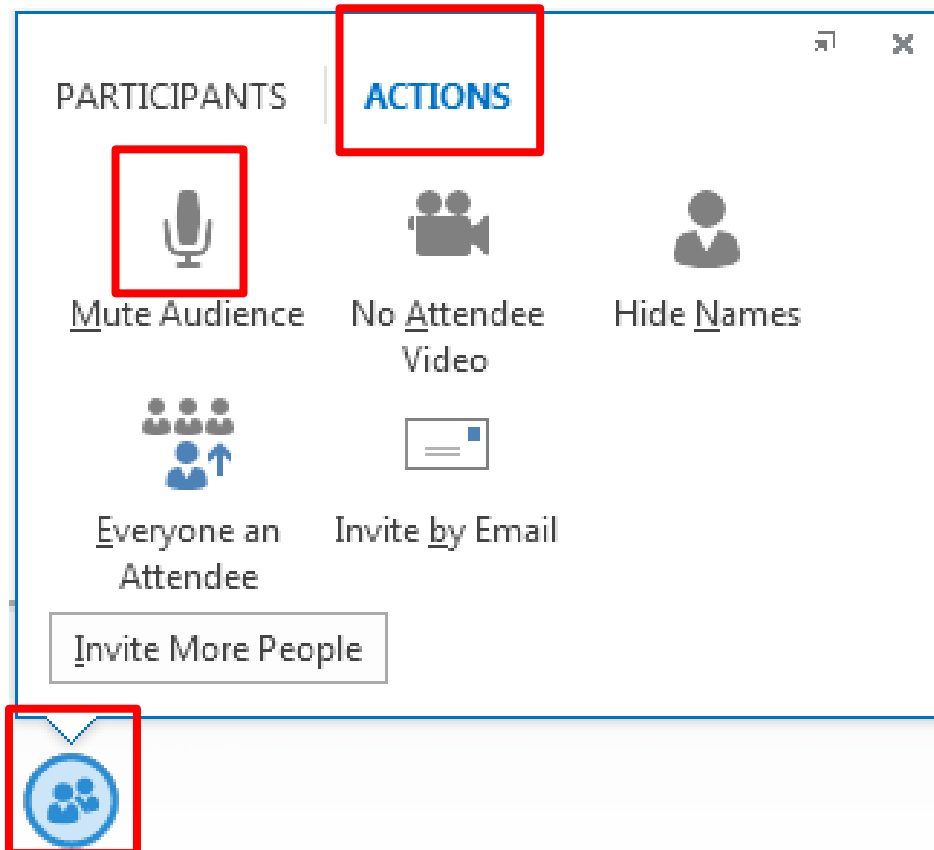 PARTICIPANTS ACTIONS
Mute Audience No Attendee Hide Names
Video
Everyone an Invite by Email
Attendee
Invite More People